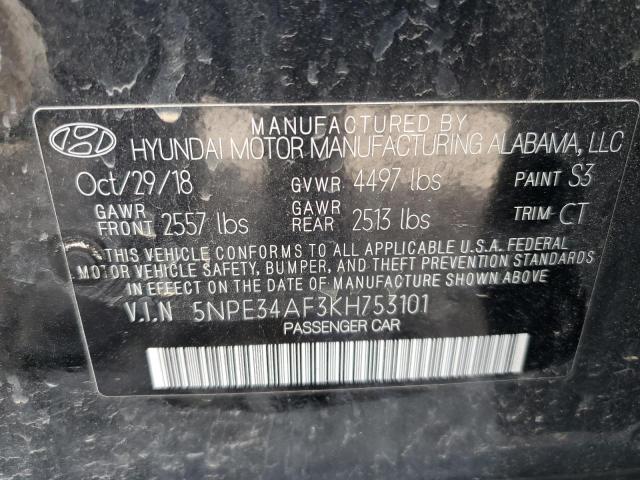 MANUFACTURED BY
HYUNDAI MOTOR MANUFACTURING ALABAMA, LLC
Oct/29/18 GVWR 4497 lbs PAINT S3
GAWR FRONT 2557 lbs GAWR REAR 2513 lbs TRIM CT
THIS VEHICLE CONFORMS TO ALL APPLICABLE U.S.A. FEDERAL
MOTOR VEHICLE SAFETY, BUMPER, AND THEFT PREVENTION STANDARDS
IN EFFECT ON THE DATE OF MANUFACTURE SHOWN ABOVE
V.I.N 5NPE34AF3KH753101
PASSENGER CAR